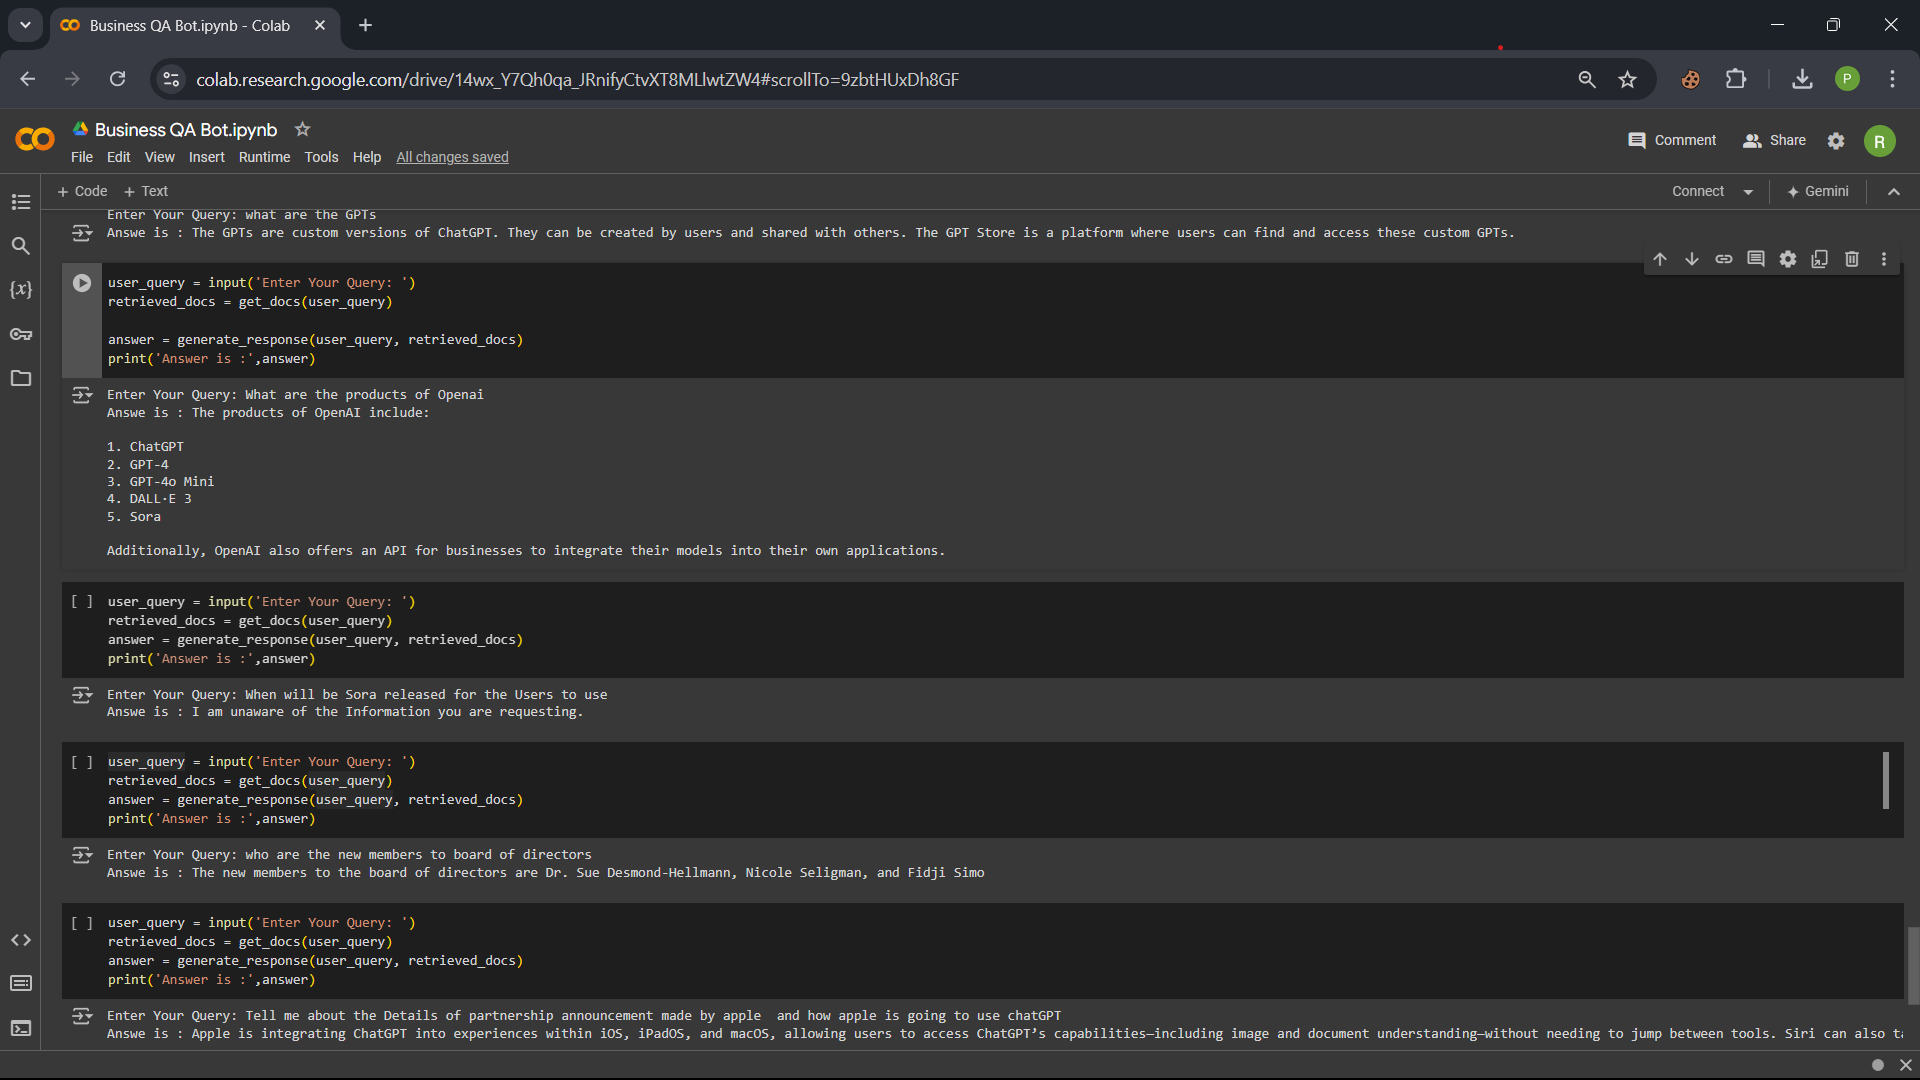 Business QA Bot.ipynb - Colab
colab.research.google.com/drive/14wx_Y7Qh0qa_JRnifyCtvXT8MLlwtZW4#scrollTo=9zbtHUxDh8GF
P
Business QA Bot.ipynb
Comment
Share
R
File Edit View Insert Runtime Tools Help All changes saved
+ Code + Text
Connect
Gemini
Enter Your Query: what are the GPTs
Answe is : The GPTs are custom versions of ChatGPT. They can be created by users and shared with others. The GPT Store is a platform where users can find and access these custom GPTs.
{x}
user_query = input('Enter Your Query: ')
retrieved_docs = get_docs(user_query)
answer = generate_response(user_query, retrieved_docs)
print('Answer is :',answer)
Enter Your Query: What are the products of Openai
Answe is : The products of OpenAI include:
1. ChatGPT
2. GPT-4
3. GPT-4o Mini
4. DALL·E 3
5. Sora
Additionally, OpenAI also offers an API for businesses to integrate their models into their own applications.
[ ] user_query = input('Enter Your Query: ')
retrieved_docs = get_docs(user_query)
answer = generate_response(user_query, retrieved_docs)
print('Answer is :',answer)
Enter Your Query: When will be Sora released for the Users to use
Answe is : I am unaware of the Information you are requesting.
[ ] user_query = input('Enter Your Query: ')
retrieved_docs = get_docs(user_query)
answer = generate_response(user_query, retrieved_docs)
print('Answer is :',answer)
Enter Your Query: who are the new members to board of directors
Answe is : The new members to the board of directors are Dr. Sue Desmond-Hellmann, Nicole Seligman, and Fidji Simo
[ ] user_query = input('Enter Your Query: ')
retrieved_docs = get_docs(user_query)
answer = generate_response(user_query, retrieved_docs)
print('Answer is :',answer)
Enter Your Query: Tell me about the Details of partnership announcement made by apple  and how apple is going to use chatGPT
Answe is : Apple is integrating ChatGPT into experiences within iOS, iPadOS, and macOS, allowing users to access ChatGPT’s capabilities—including image and document understanding—without needing to jump between tools. Siri can also ta